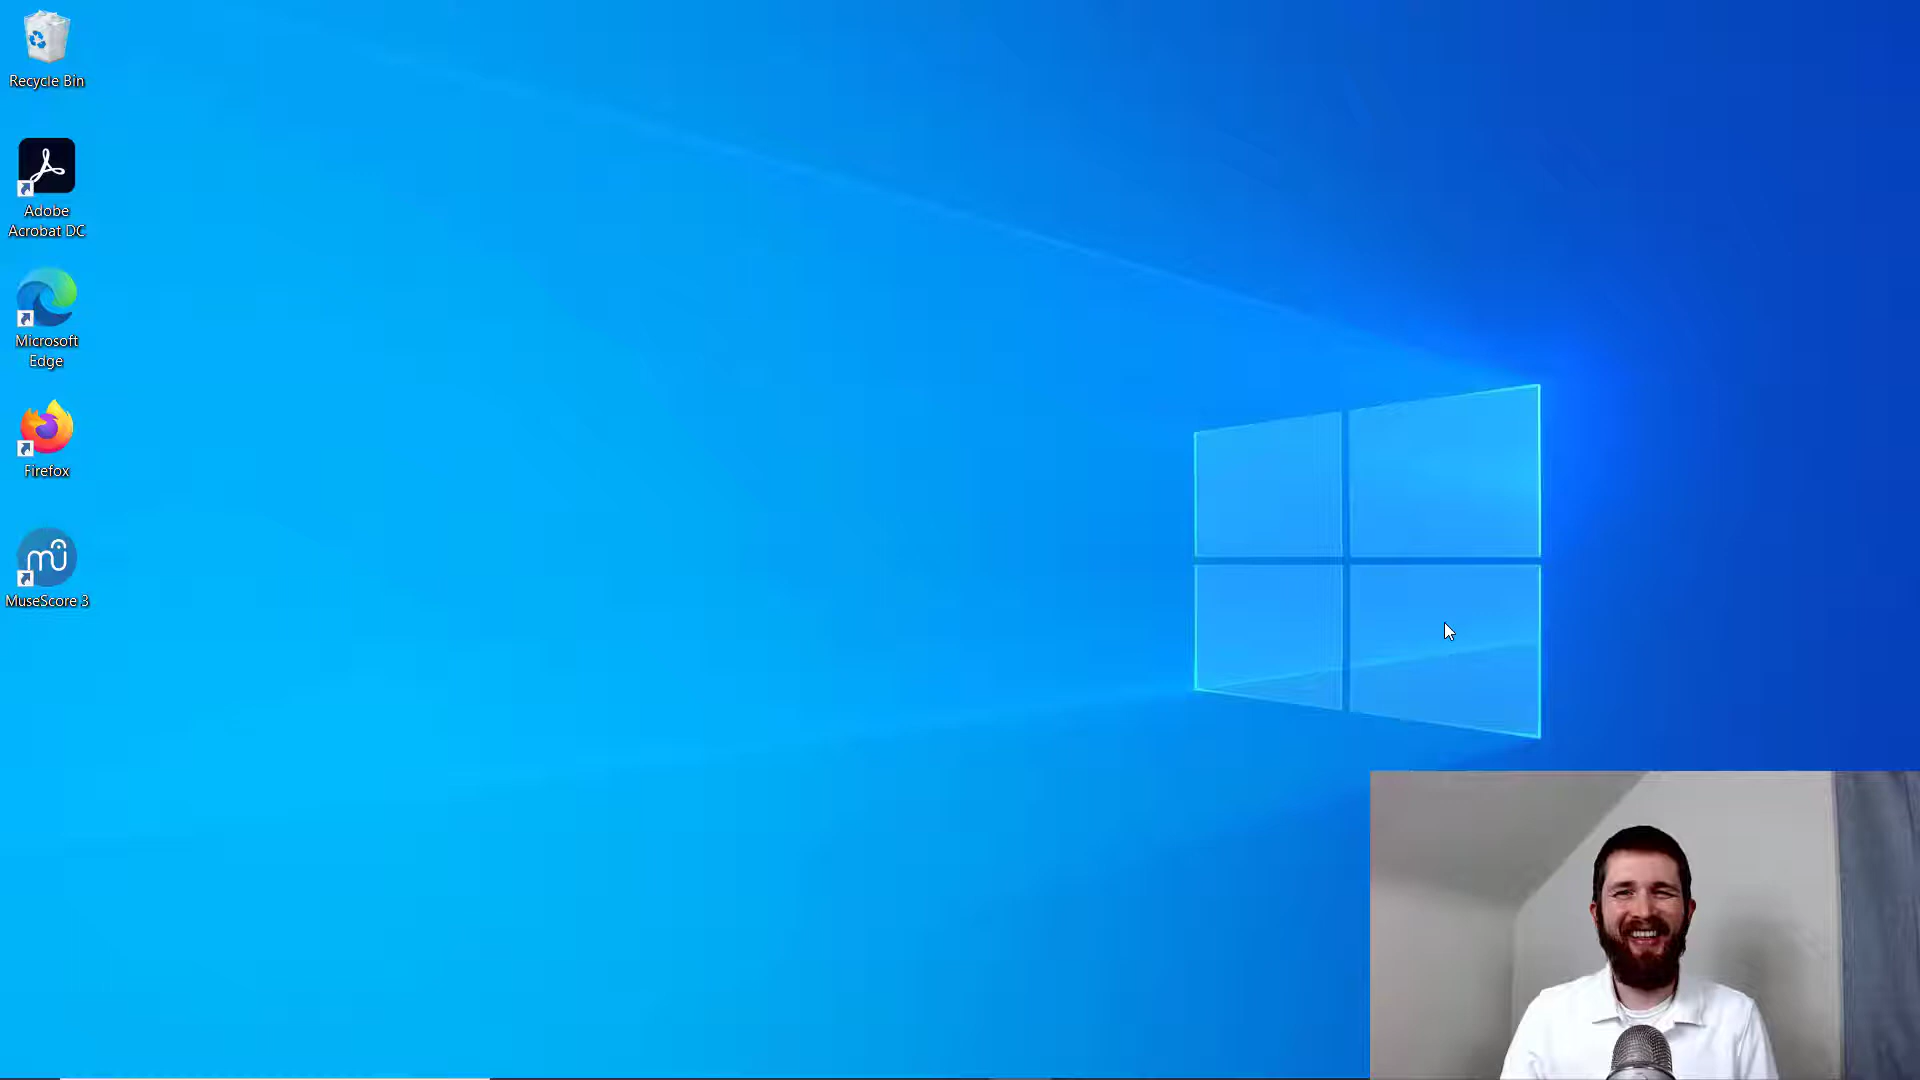 Recycle Bin
Adobe
Acrobat DC
Microsoft
Edge
Firefox
MuseScore 3